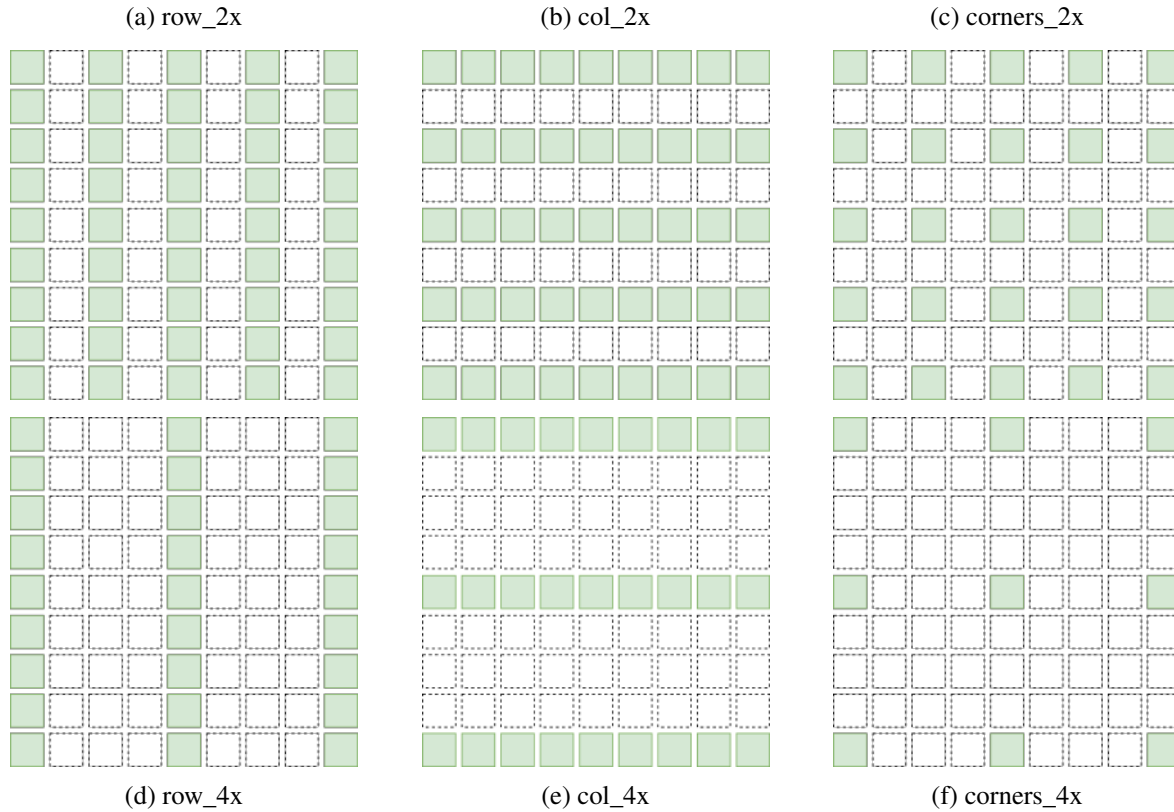 (a) row_2x
(b) col_2x
(c) corners_2x
(d) row_4x
(e) col_4x
(f) corners_4x